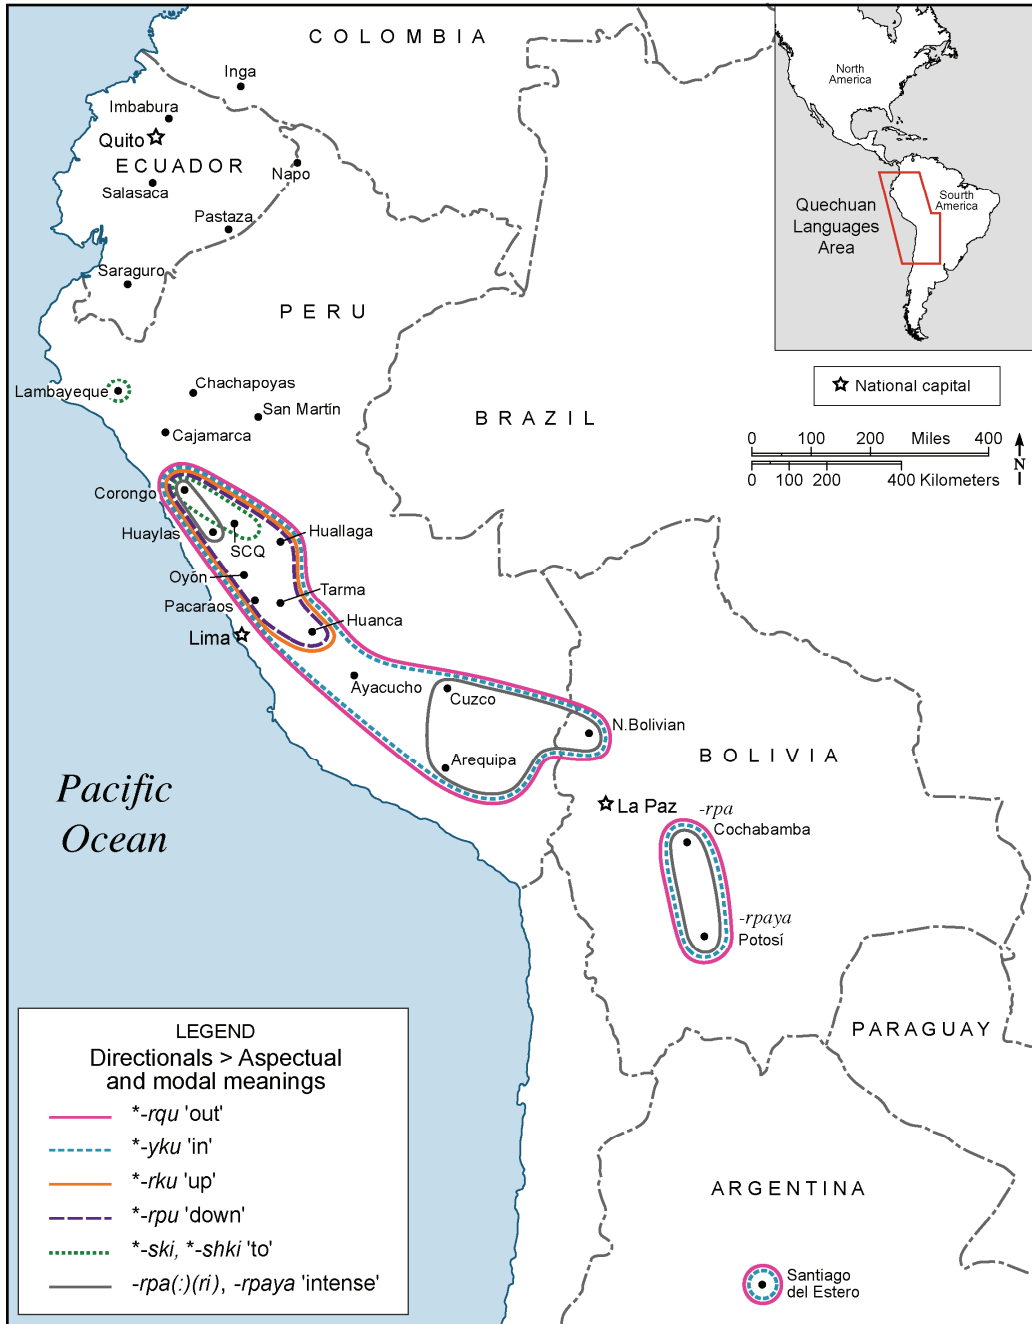 COLOMBIA
Inga
Imbabura
Quito
ECUADOR
Salasaca
Napo
Pastaza
Saraguro
PERU
Lambayeque
Chachapoyas
San Martín
Cajamarca
BRAZIL
North
America
Quechuan
Languages
Area
Sourth
America
National capital
0 100 200 Miles 400
0 100 200 400 Kilometers
N
Corongo
Huaylas
SCQ
Huallaga
Oyón
Pacaraos
Tarma
Huanca
Lima
Ayacucho
Cuzco
N.Bolivian
Arequipa
BOLIVIA
La Paz
-rpa
Cochabamba
-rpaya
Potosí
Pacific
Ocean
PARAGUAY
ARGENTINA
Santiago
del Estero
LEGEND
Directionals > Aspectual
and modal meanings
*-rqu 'out'
*-yku 'in'
*-rku 'up'
*-rpu 'down'
*-ski, *-shki 'to'
-rpa(:)(ri), -rpaya 'intense'